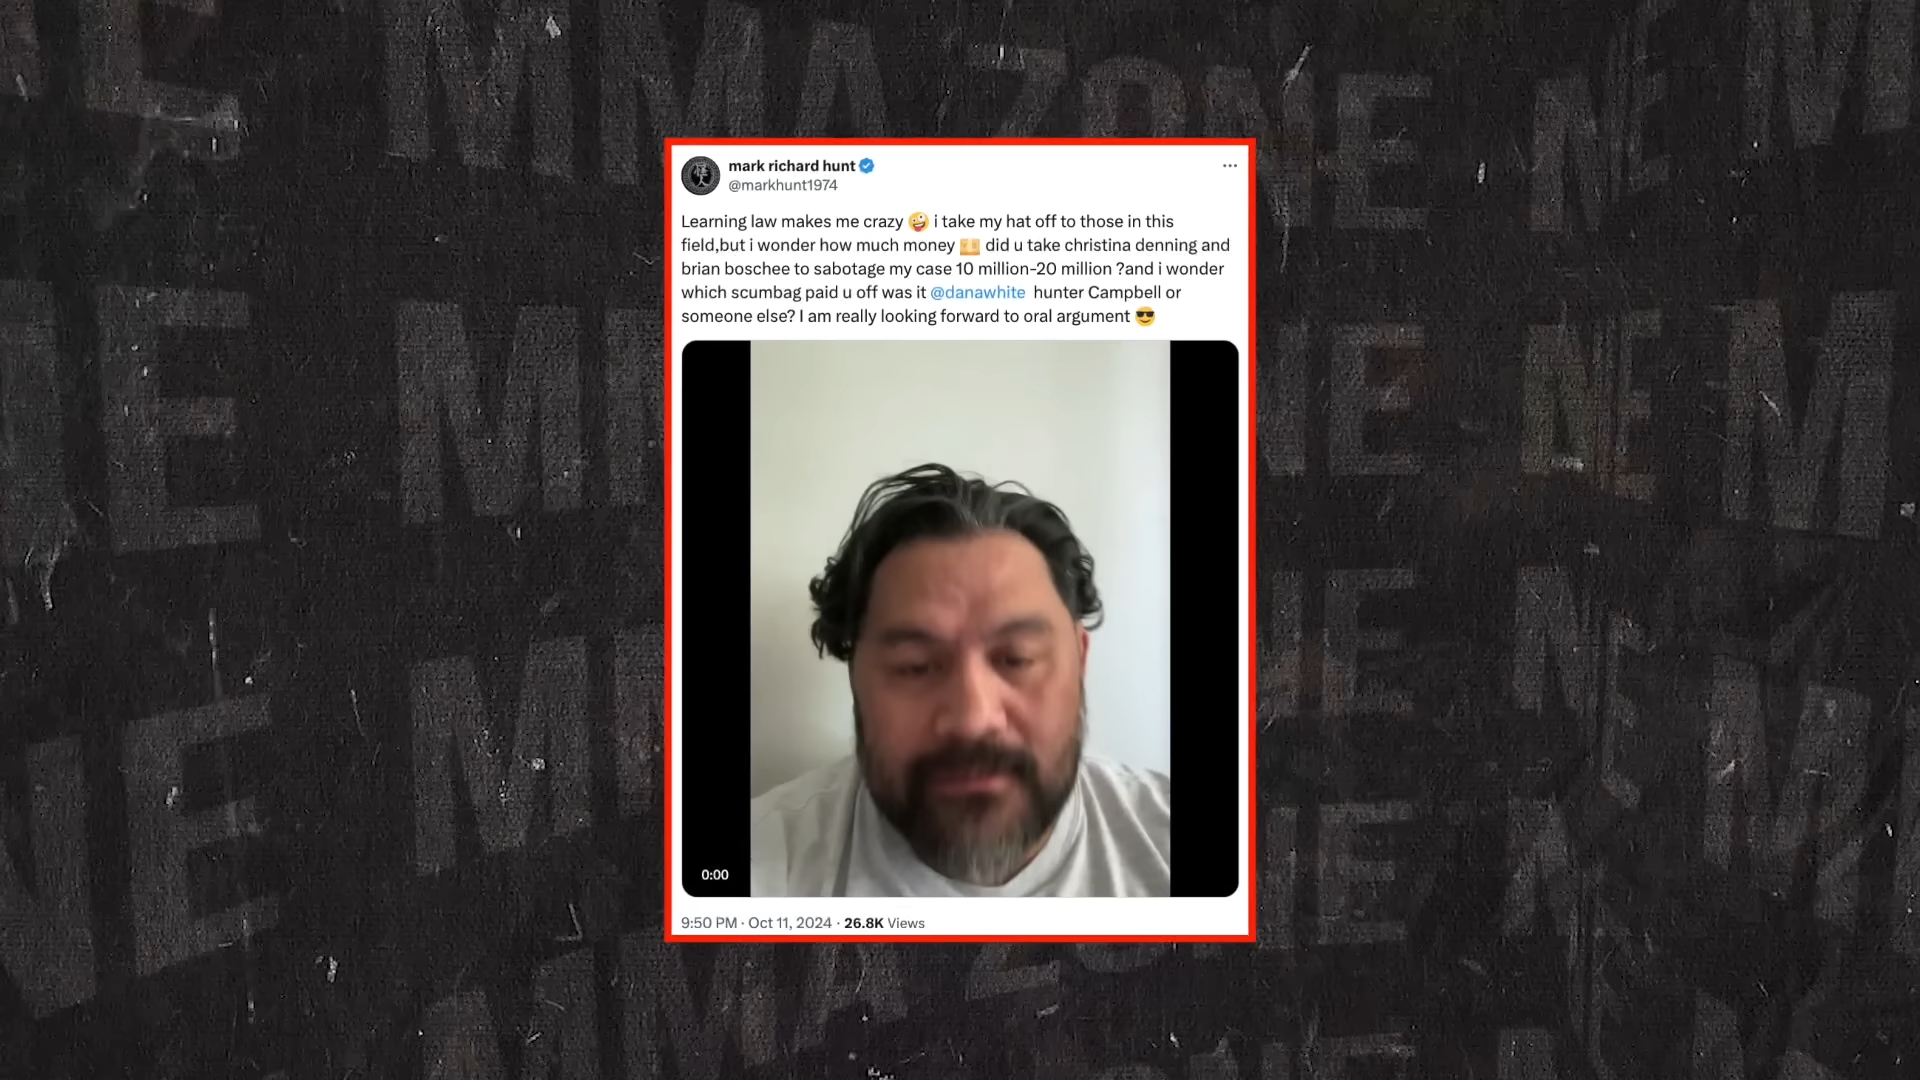 MMA ZONE
mark richard hunt
@markhunt1974
Learning law makes me crazy 🤪 i take my hat off to those in this
field,but i wonder how much money 💴 did u take christina denning and
brian boschee to sabotage my case 10 million-20 million ?and i wonder
which scumbag paid u off was it @danawhite hunter Campbell or
someone else? I am really looking forward to oral argument 😎
0:00
9:50 PM · Oct 11, 2024 · 26.8K Views